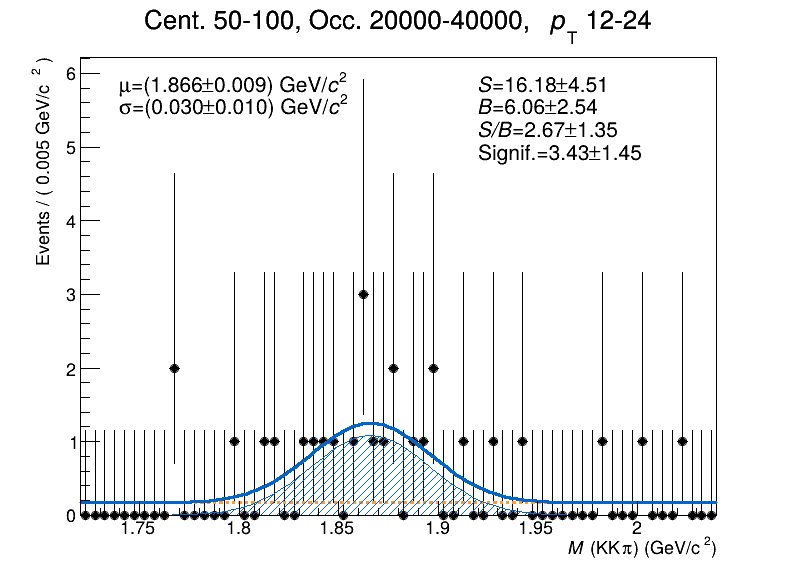 Cent. 50-100, Occ. 20000-40000, p_T 12-24
μ=(1.866±0.009) GeV/c²
σ=(0.030±0.010) GeV/c²
S=16.18±4.51
B=6.06±2.54
S/B=2.67±1.35
Signif.=3.43±1.45
Events / ( 0.005 GeV/c² )
6
5
4
3
2
1
0
1.75 1.8 1.85 1.9 1.95 2
M (KKπ) (GeV/c²)